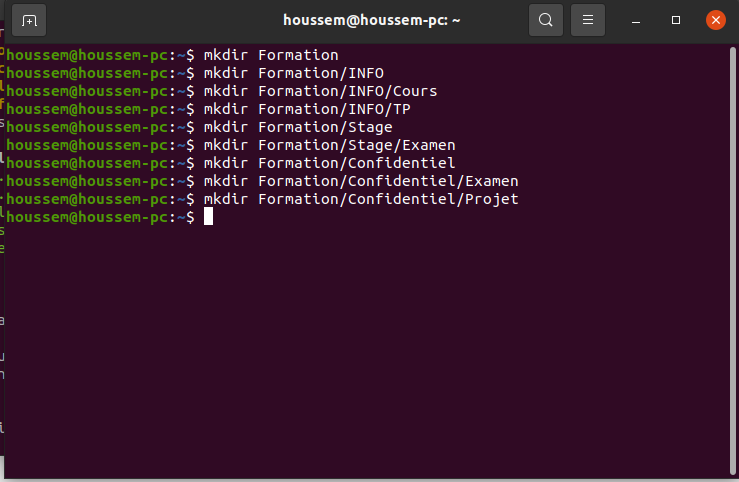 houssem@houssem-pc: ~
houssem@houssem-pc:~$ mkdir Formation
houssem@houssem-pc:~$ mkdir Formation/INFO
houssem@houssem-pc:~$ mkdir Formation/INFO/Cours
houssem@houssem-pc:~$ mkdir Formation/INFO/TP
houssem@houssem-pc:~$ mkdir Formation/Stage
houssem@houssem-pc:~$ mkdir Formation/Stage/Examen
houssem@houssem-pc:~$ mkdir Formation/Confidentiel
houssem@houssem-pc:~$ mkdir Formation/Confidentiel/Examen
houssem@houssem-pc:~$ mkdir Formation/Confidentiel/Projet
houssem@houssem-pc:~$